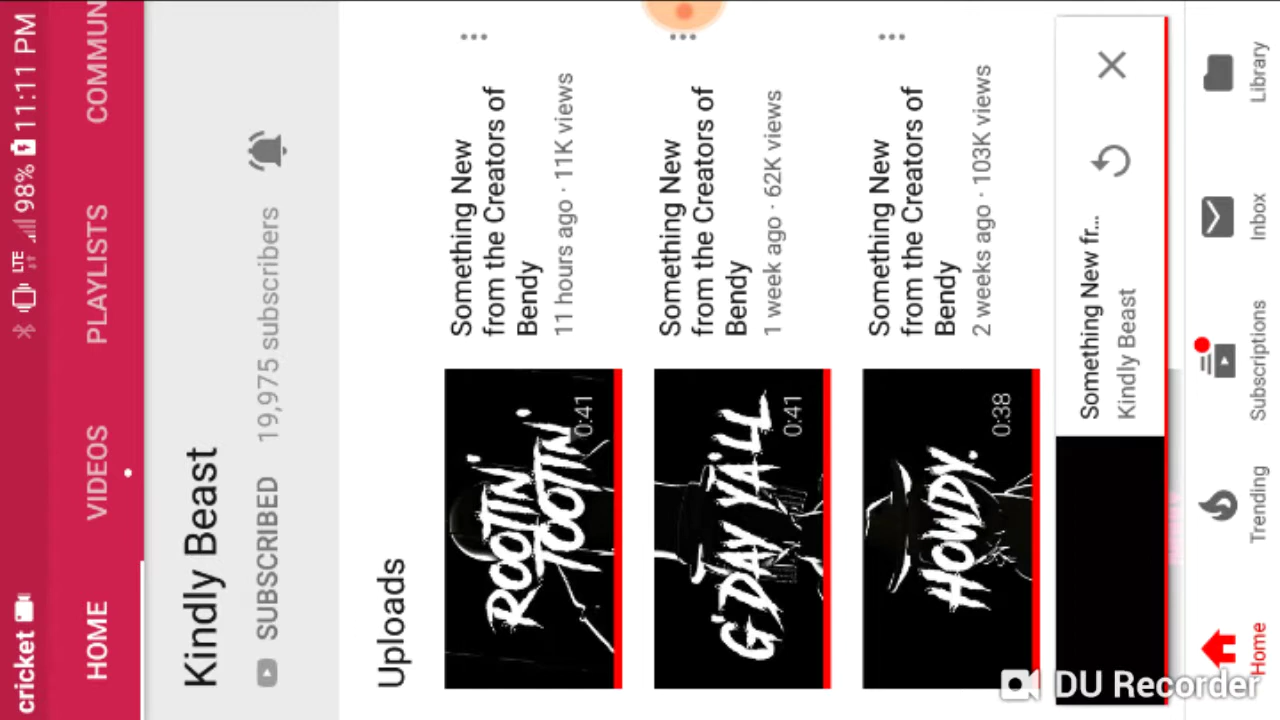 cricket 98% 11:11 PM
LTE
HOME VIDEOS PLAYLISTS COMMUN
Kindly Beast
SUBSCRIBED 19,975 subscribers
Uploads
ROOTIN'
TOOTIN'
0:41
Something New
from the Creators of
Bendy
11 hours ago · 11K views
G'DAY YA'LL
0:41
Something New
from the Creators of
Bendy
1 week ago · 62K views
HOWDY.
0:38
Something New
from the Creators of
Bendy
2 weeks ago · 103K views
Something New fr...
Kindly Beast
Home Trending Subscriptions Inbox Library
DU Recorder